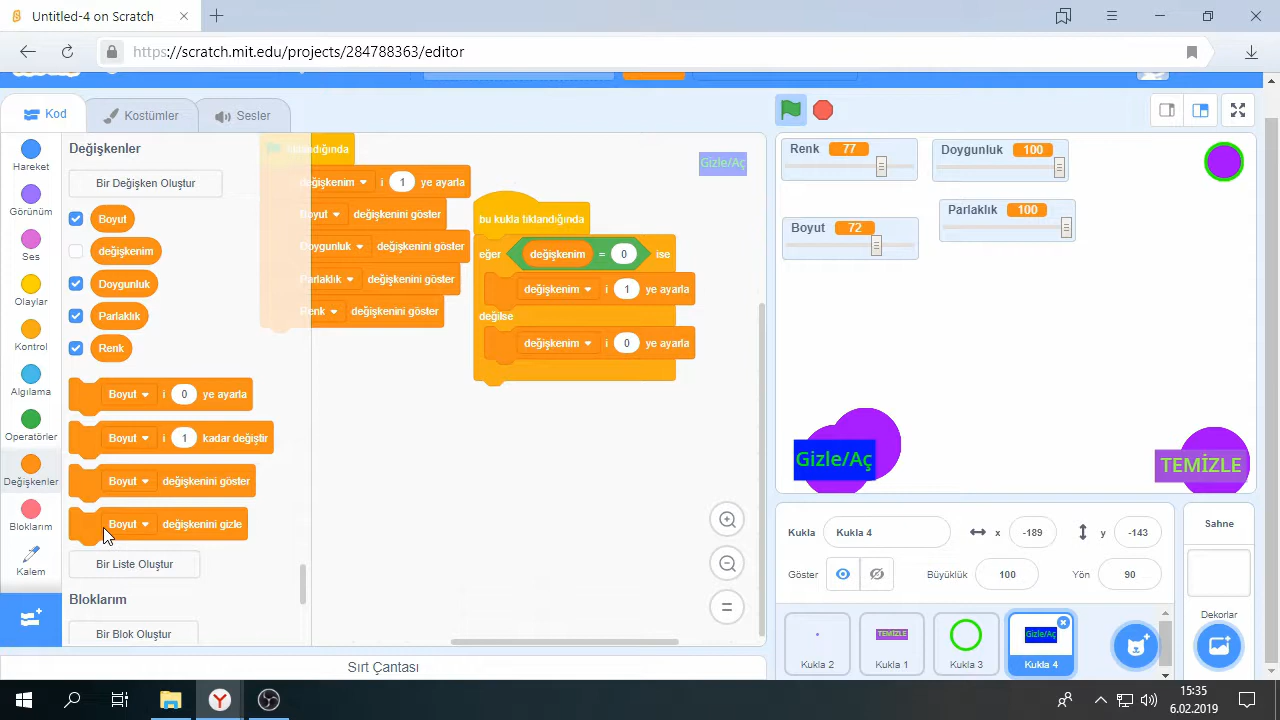 Untitled-4 on Scratch
https://scratch.mit.edu/projects/284788363/editor
Kod
Kostümler
Sesler
Hareket
Görünüm
Ses
Olaylar
Kontrol
Algılama
Operatörler
Değişkenler
Bloklarım
Kalem
Değişkenler
Bir Değişken Oluştur
Boyut
değişkenim
Doygunluk
Parlaklık
Renk
Boyut i 0 ye ayarla
Boyut i 1 kadar değiştir
Boyut değişkenini göster
Boyut değişkenini gizle
Bir Liste Oluştur
Bloklarım
Bir Blok Oluştur
tıklandığında
değişkenim i 1 ye ayarla
Boyut değişkenini göster
Doygunluk değişkenini göster
Parlaklık değişkenini göster
Renk değişkenini göster
bu kukla tıklandığında
eğer değişkenim = 0 ise
değişkenim i 1 ye ayarla
değilse
değişkenim i 0 ye ayarla
Gizle/Aç
Sırt Çantası
Renk 77
Doygunluk 100
Boyut 72
Parlaklık 100
Gizle/Aç
TEMİZLE
Kukla Kukla 4 x -189 y -143
Göster Büyüklük 100 Yön 90
Kukla 2
TEMİZLE
Kukla 1
Kukla 3
Gizle/Aç
Kukla 4
Sahne
Dekorlar
15:35
6.02.2019